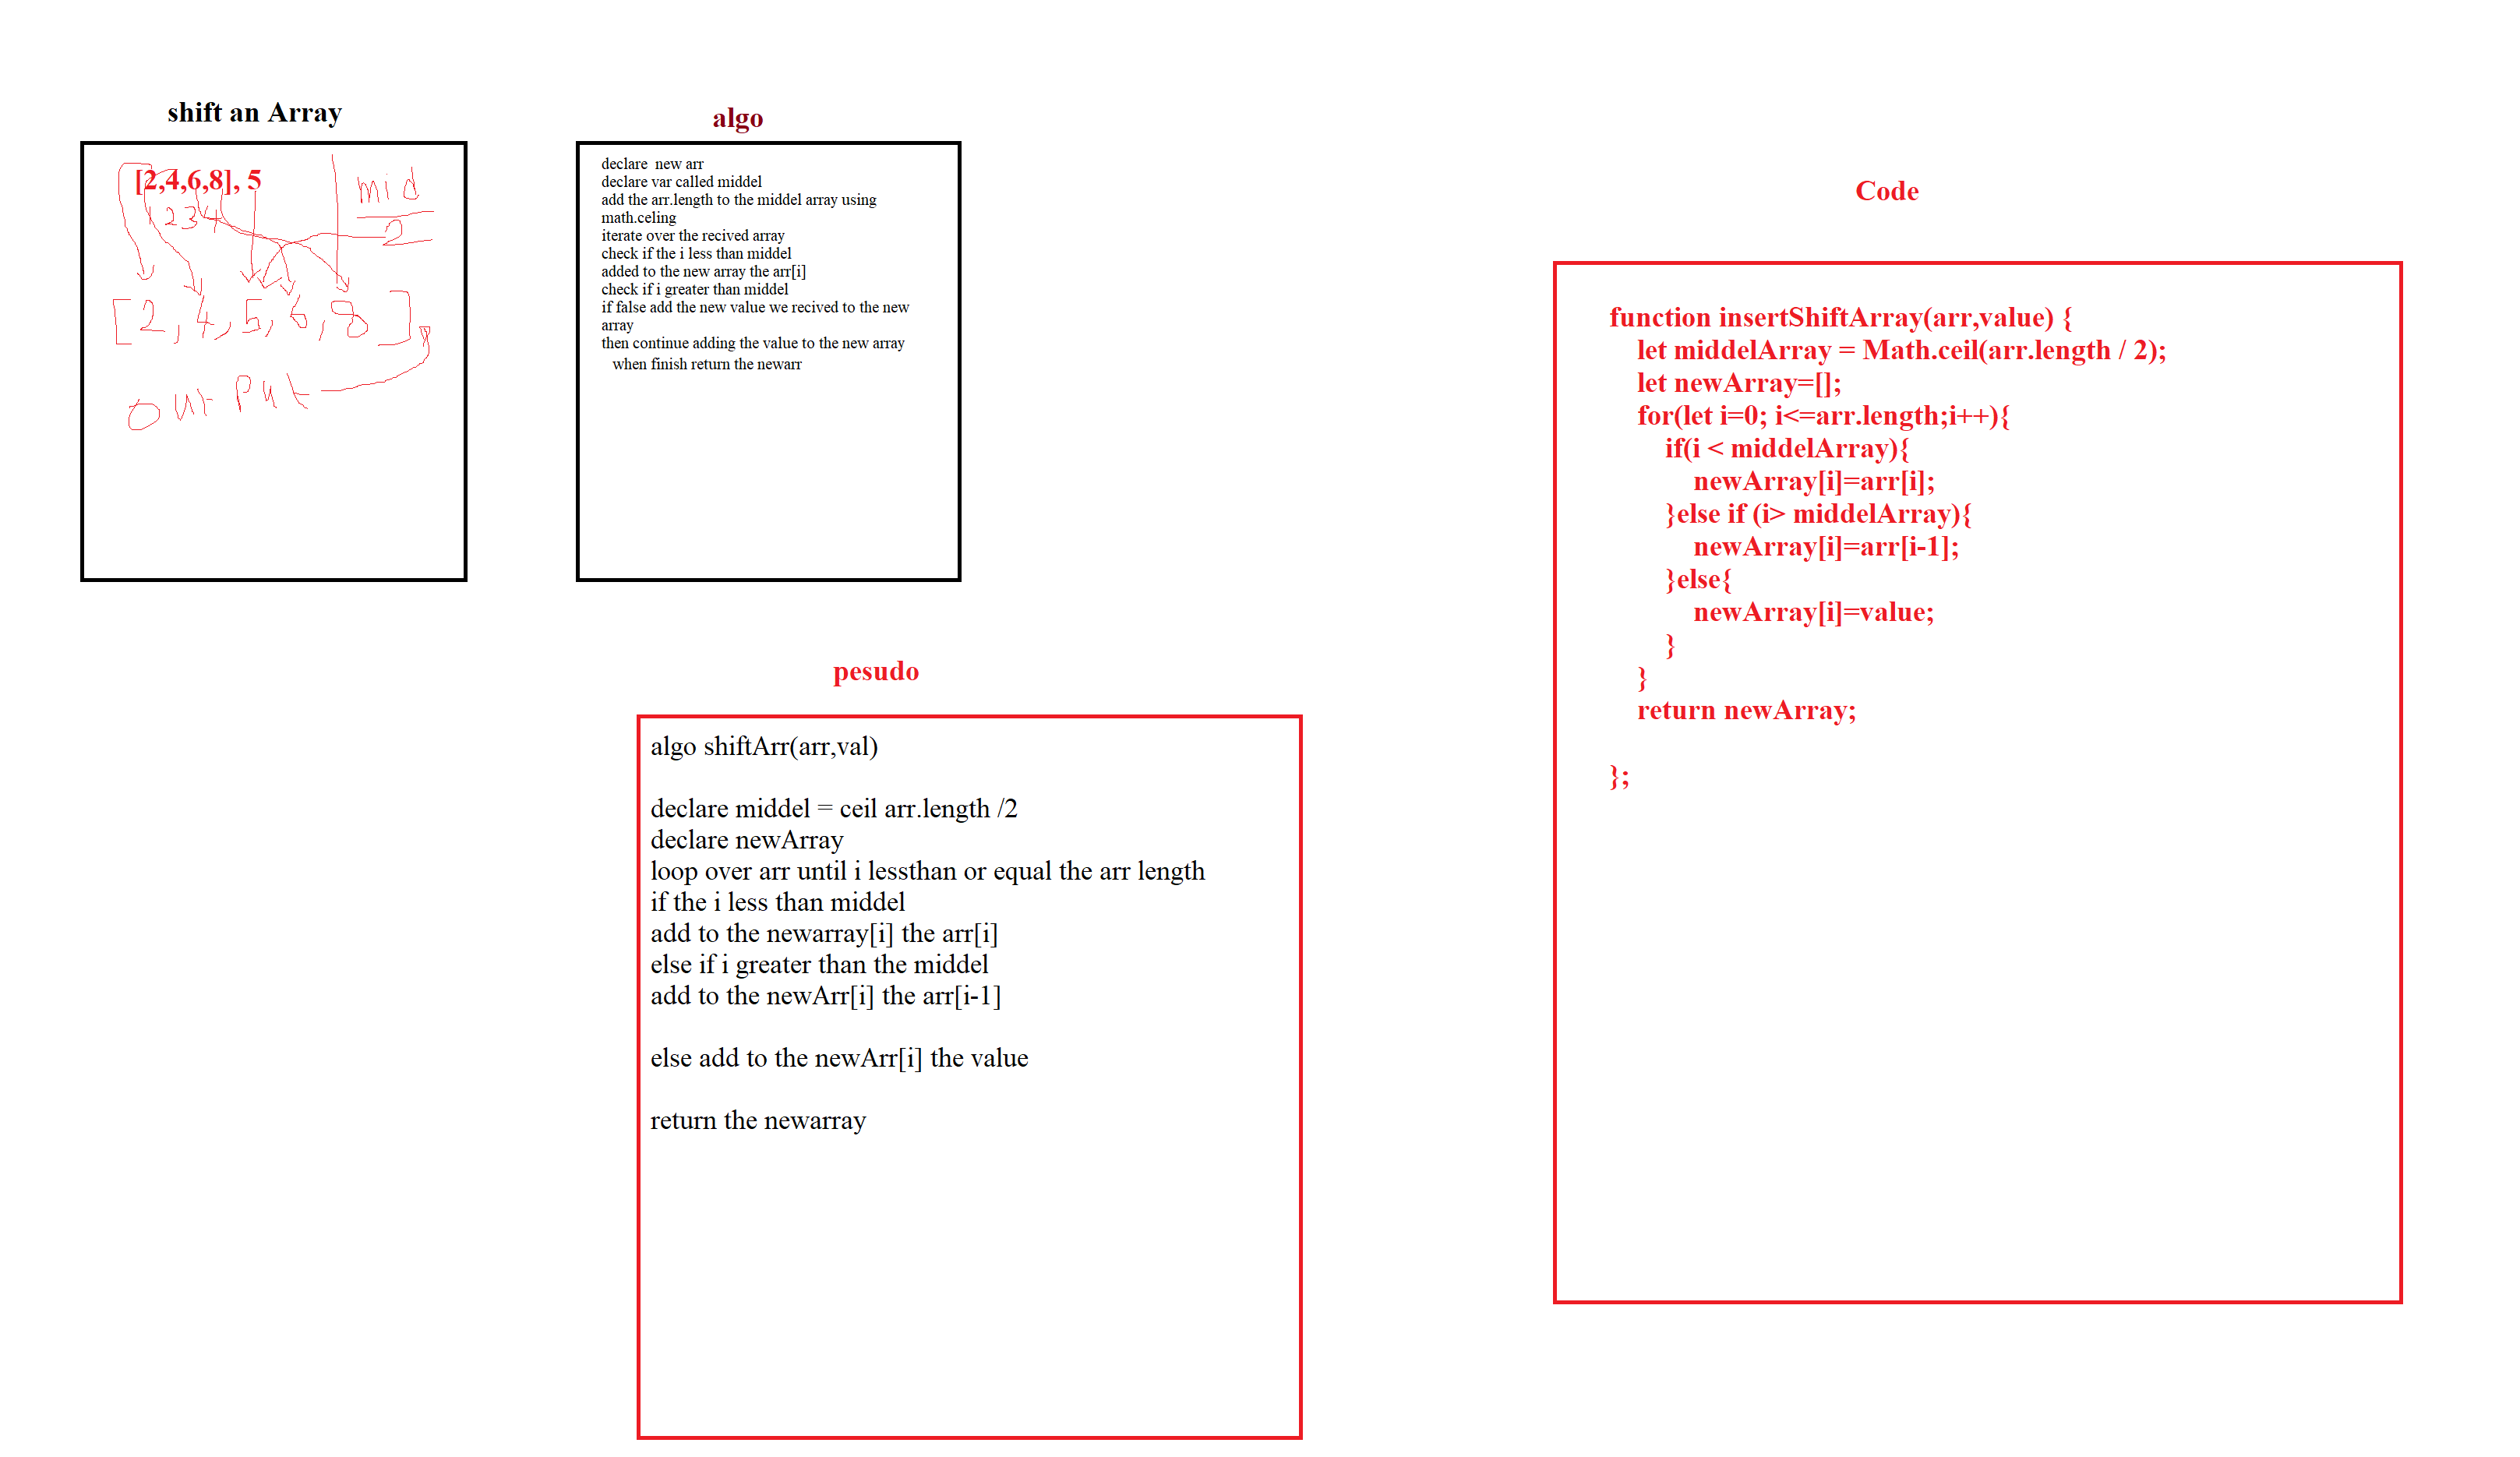 shift an Array
[2,4,6,8], 5
1 2 3 4
mid
2
[2, 4, 5, 6, 8]
output
algo
declare  new arr
declare var called middel
add the arr.length to the middel array using
math.celing
iterate over the recived array
check if the i less than middel
added to the new array the arr[i]
check if i greater than middel
if false add the new value we recived to the new
array
then continue adding the value to the new array
when finish return the newarr
pesudo
algo shiftArr(arr,val)
declare middel = ceil arr.length /2
declare newArray
loop over arr until i lessthan or equal the arr length
if the i less than middel
add to the newarray[i] the arr[i]
else if i greater than the middel
add to the newArr[i] the arr[i-1]
else add to the newArr[i] the value
return the newarray
Code
function insertShiftArray(arr,value) {
let middelArray = Math.ceil(arr.length / 2);
let newArray=[];
for(let i=0; i<=arr.length;i++){
if(i < middelArray){
newArray[i]=arr[i];
}else if (i> middelArray){
newArray[i]=arr[i-1];
}else{
newArray[i]=value;
}
}
return newArray;
};